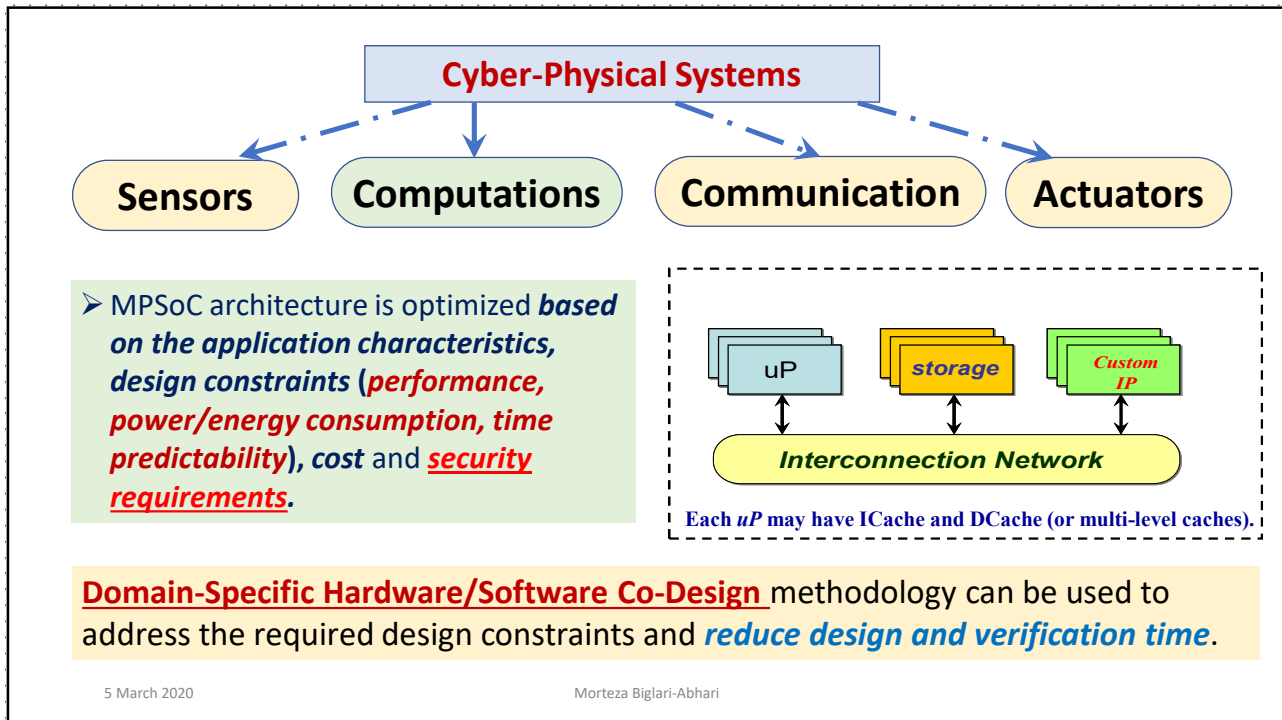 Cyber-Physical Systems
Sensors
Computations
Communication
Actuators
➢ MPSoC architecture is optimized based
on the application characteristics,
design constraints (performance,
power/energy consumption, time
predictability), cost and security
requirements.
uP
storage
Custom
IP
Interconnection Network
Each uP may have ICache and DCache (or multi-level caches).
Domain-Specific Hardware/Software Co-Design methodology can be used to
address the required design constraints and reduce design and verification time.
5 March 2020
Morteza Biglari-Abhari